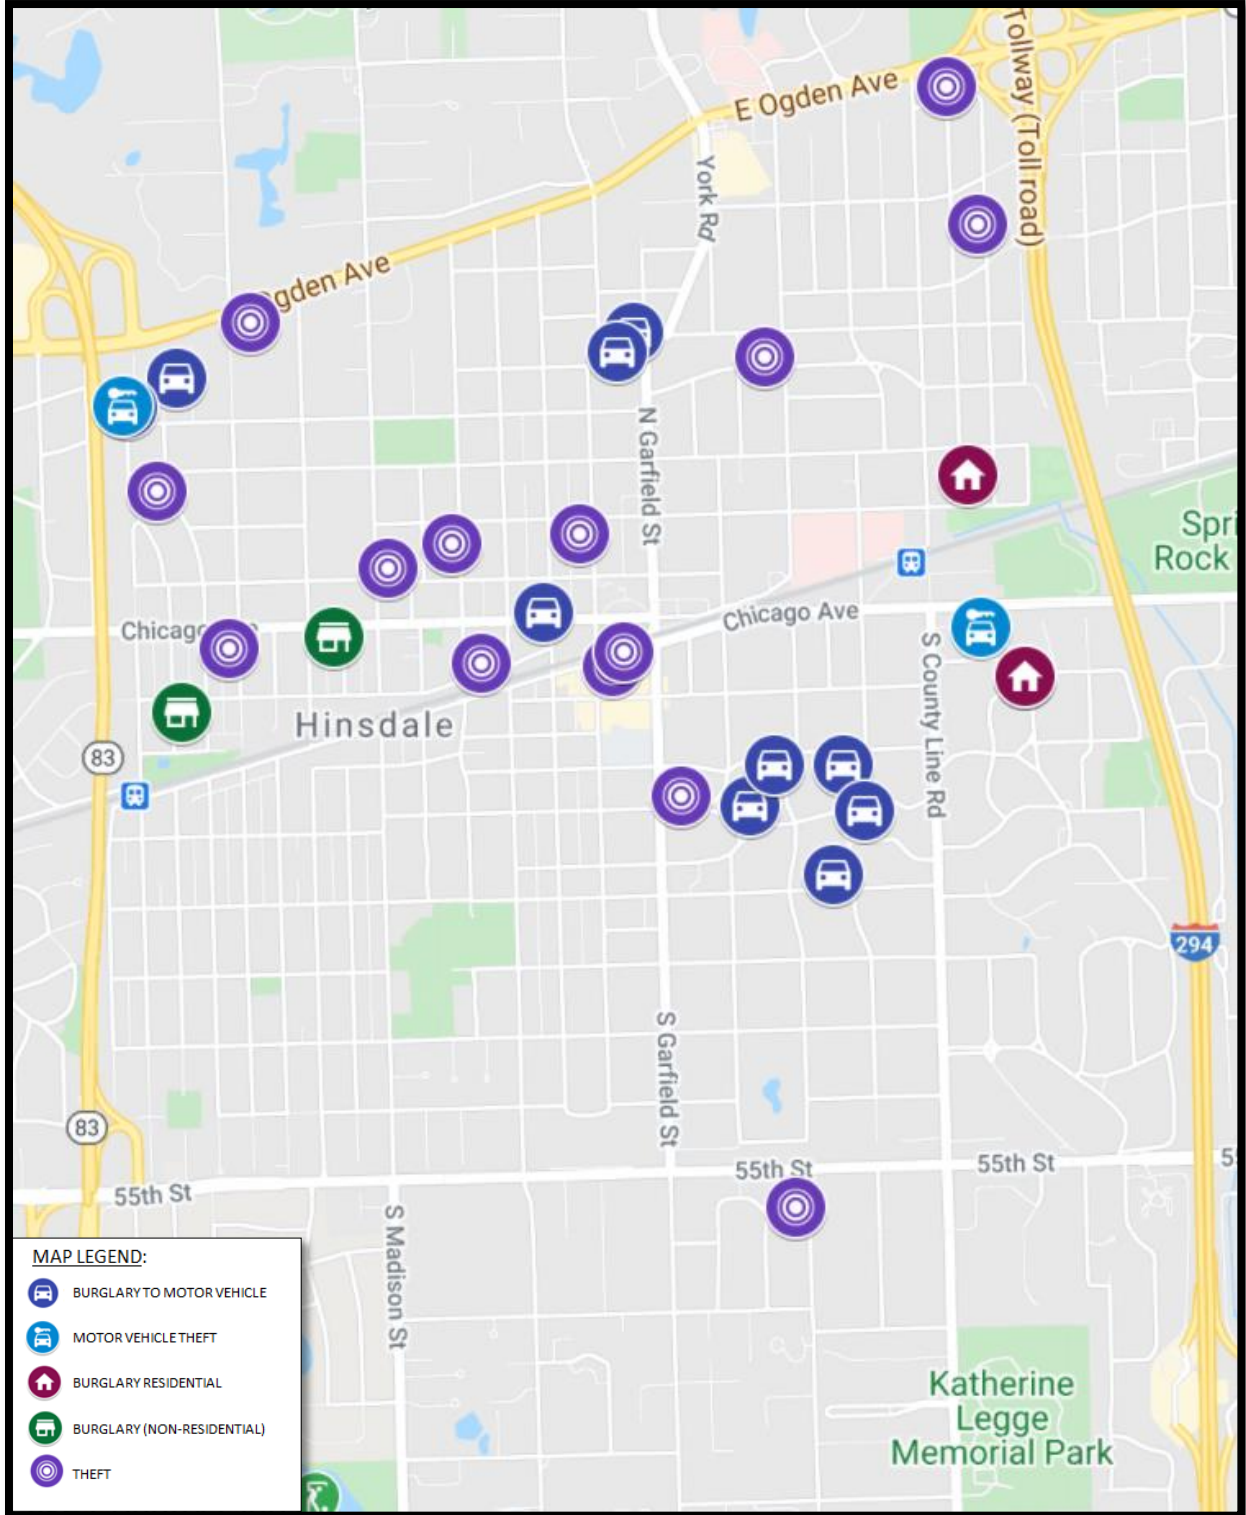 E Ogden Ave
Tollway (Toll road)
York Rd
gden Ave
N Garfield St
Spri
Rock
Chicag
Chicago Ave
S County Line Rd
Hinsdale
83
294
S Garfield St
83
55th St
55th St
55th St
5
S Madison St
MAP LEGEND:
BURGLARY TO MOTOR VEHICLE
MOTOR VEHICLE THEFT
BURGLARY RESIDENTIAL
BURGLARY (NON-RESIDENTIAL)
THEFT
Katherine
Legge
Memorial Park